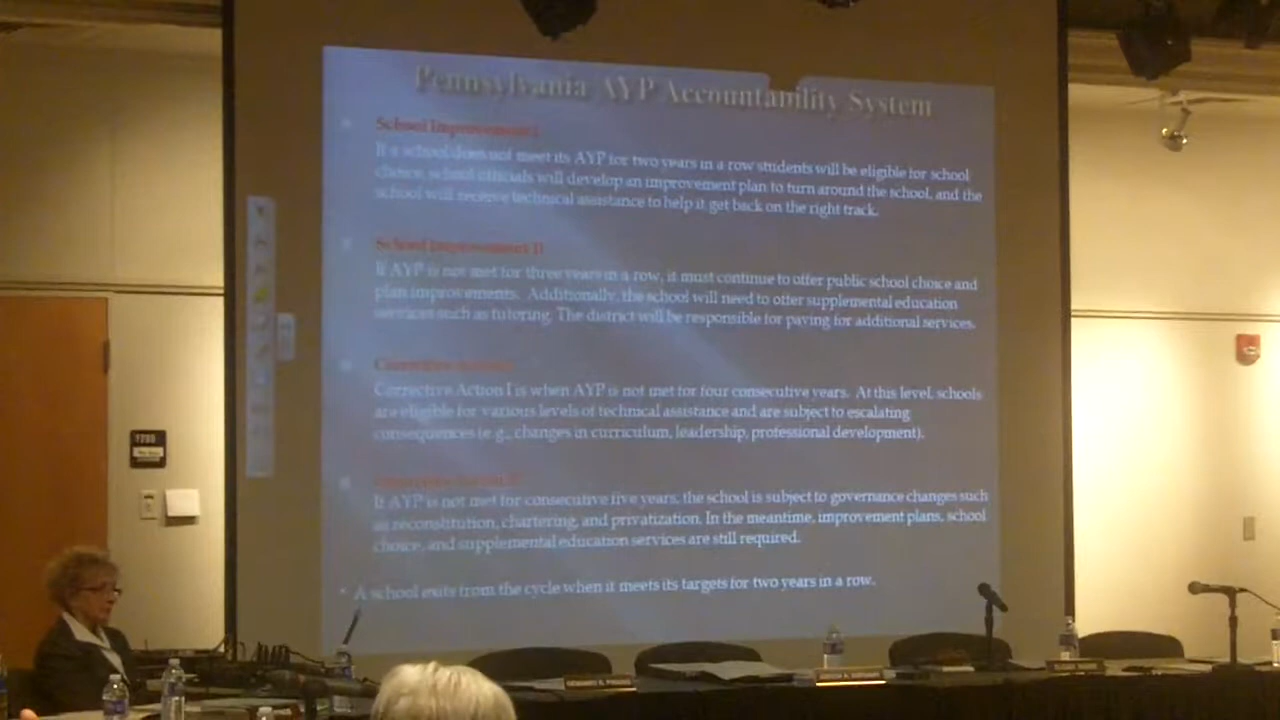 Pennsylvania AYP Accountability System
School Improvement I
If a school does not meet its AYP for two years in a row students will be eligible for school
choice, school officials will develop an improvement plan to turn around the school, and the
school will receive technical assistance to help it get back on the right track.
School Improvement II
If AYP is not met for three years in a row, it must continue to offer public school choice and
plan improvements. Additionally, the school will need to offer supplemental education
services such as tutoring. The district will be responsible for paying for additional services.
Corrective Action I
Corrective Action I is when AYP is not met for four consecutive years. At this level, schools
are eligible for various levels of technical assistance and are subject to escalating
consequences (e.g., changes in curriculum, leadership, professional development).
If AYP is not met for consecutive five years, the school is subject to governance changes such
as reconstitution, chartering, and privatization. In the meantime, improvement plans, school
choice, and supplemental education services are still required.
• A school exits from the cycle when it meets its targets for two years in a row.